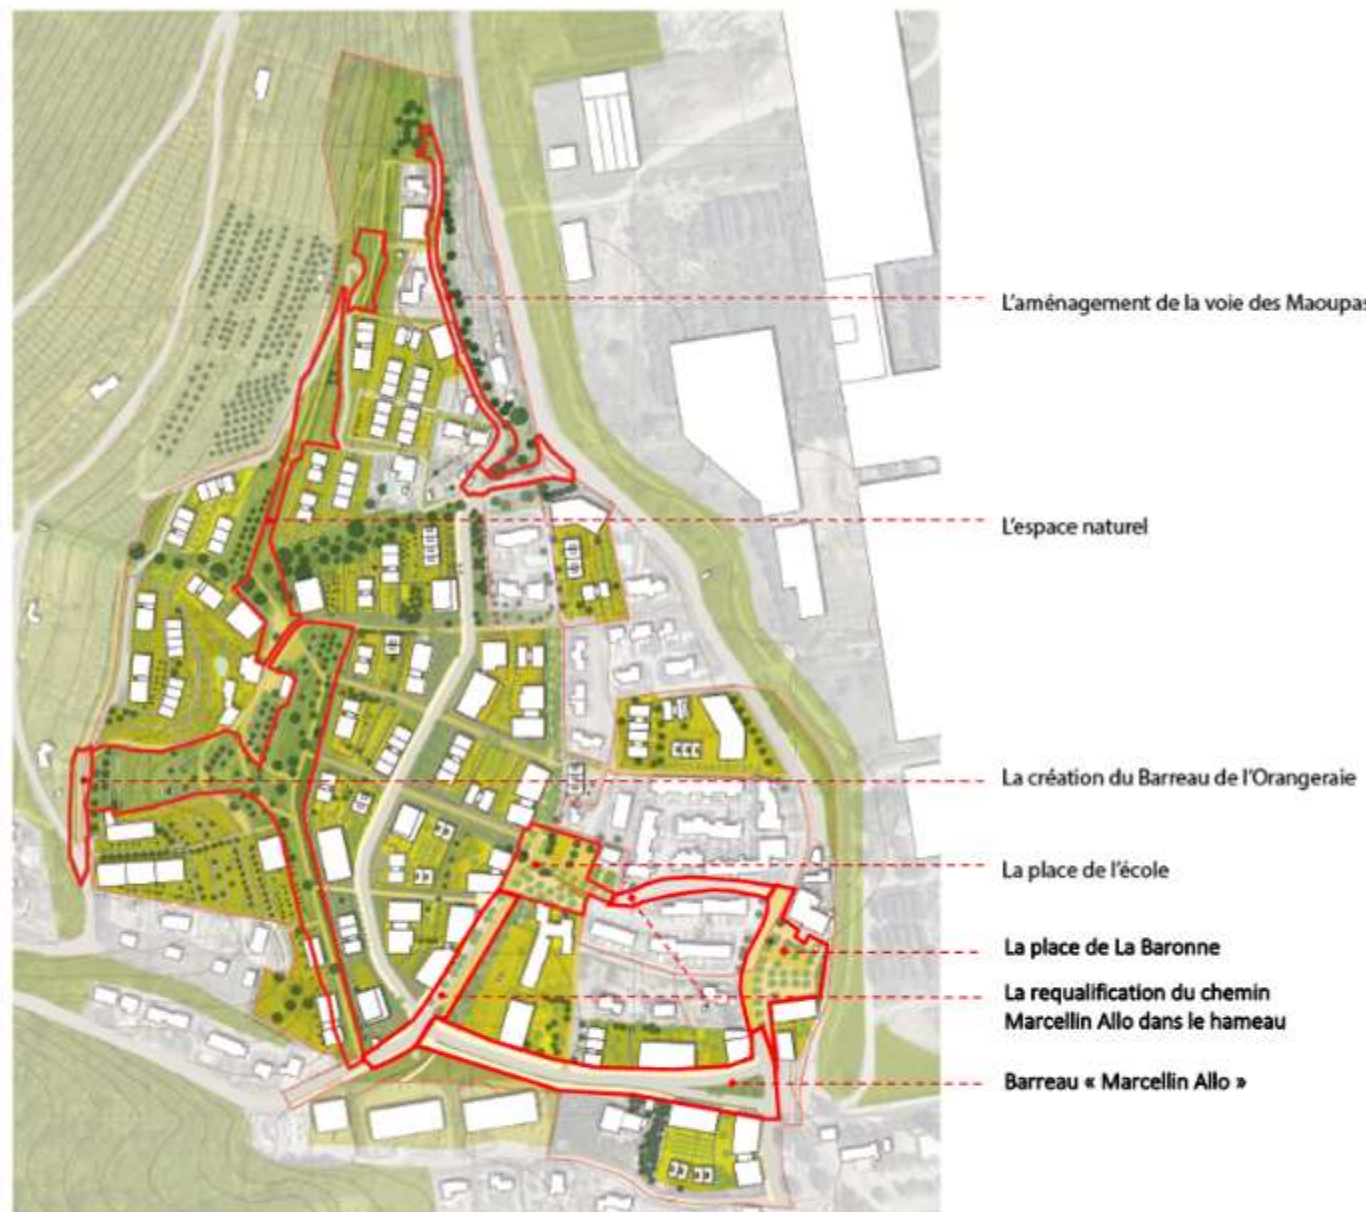 L'aménagement de la voie des Maoupas
L'espace naturel
La création du Barreau de l'Orangeraie
La place de l'école
La place de La Baronne
La requalification du chemin
Marcellin Allo dans le hameau
Barreau « Marcellin Allo »